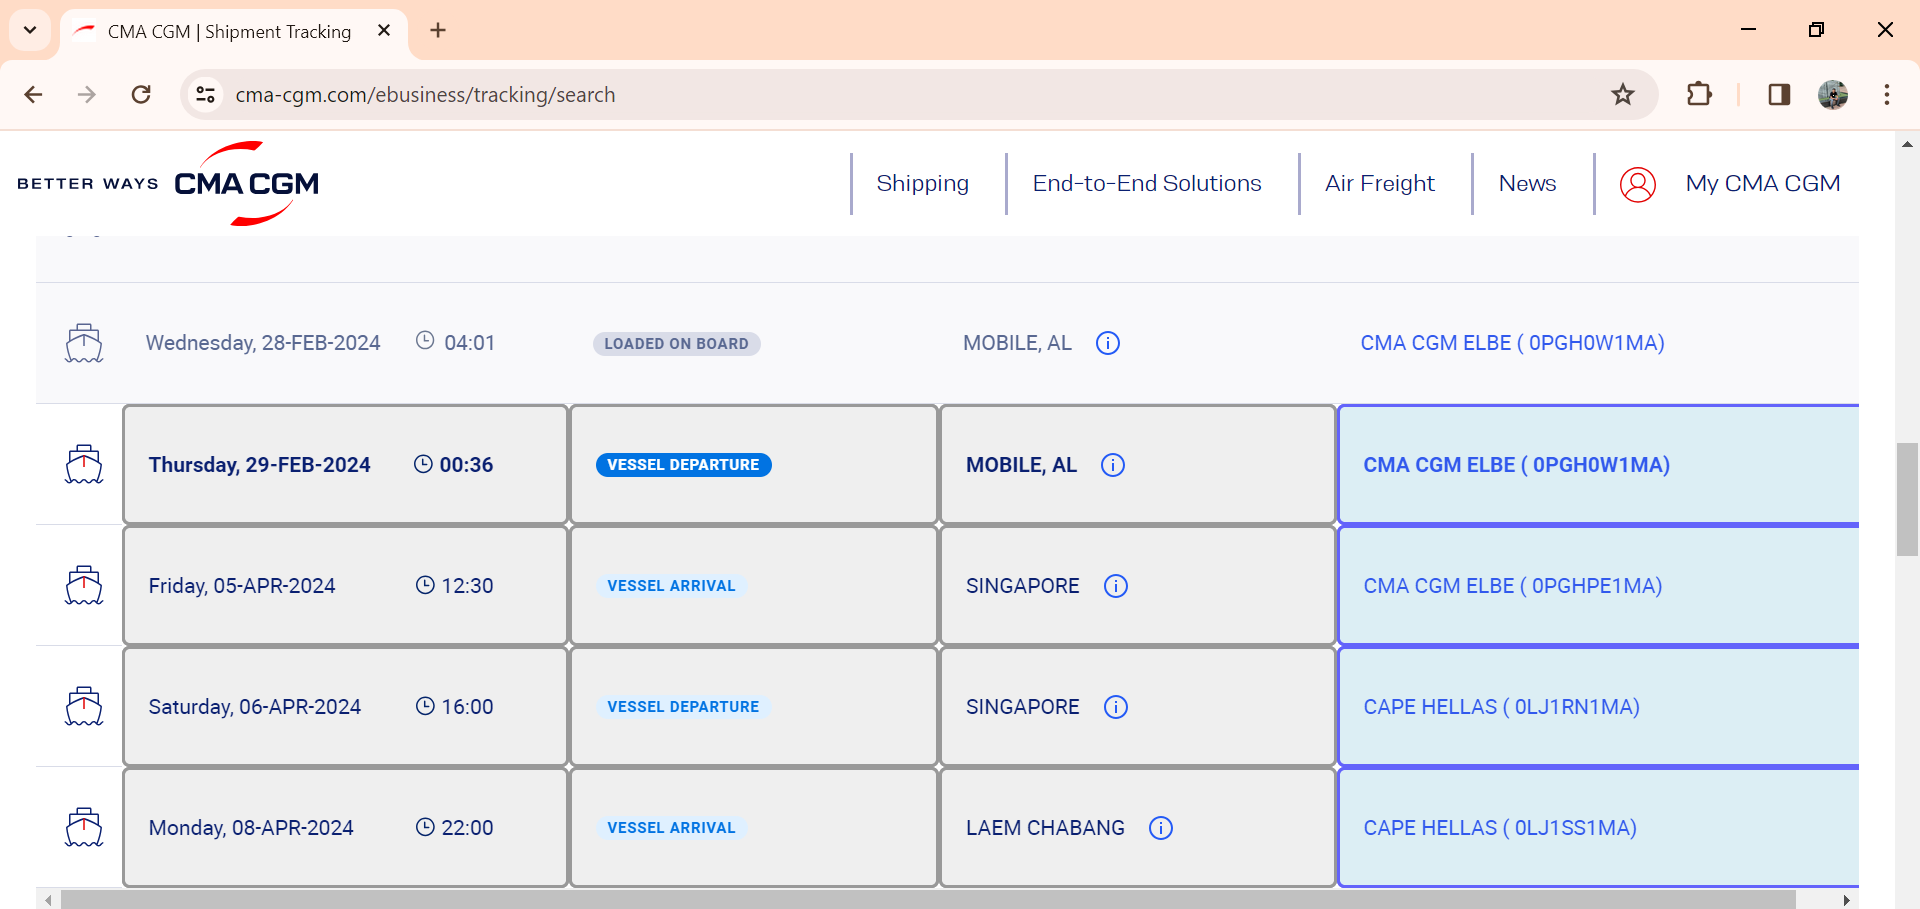 CMA CGM | Shipment Tracking
cma-cgm.com/ebusiness/tracking/search
BETTER WAYS CMA CGM
Shipping End-to-End Solutions Air Freight News My CMA CGM
Wednesday, 28-FEB-2024 04:01 LOADED ON BOARD MOBILE, AL CMA CGM ELBE ( 0PGH0W1MA)
Thursday, 29-FEB-2024 00:36 VESSEL DEPARTURE MOBILE, AL CMA CGM ELBE ( 0PGH0W1MA)
Friday, 05-APR-2024 12:30 VESSEL ARRIVAL SINGAPORE CMA CGM ELBE ( 0PGHPE1MA)
Saturday, 06-APR-2024 16:00 VESSEL DEPARTURE SINGAPORE CAPE HELLAS ( 0LJ1RN1MA)
Monday, 08-APR-2024 22:00 VESSEL ARRIVAL LAEM CHABANG CAPE HELLAS ( 0LJ1SS1MA)